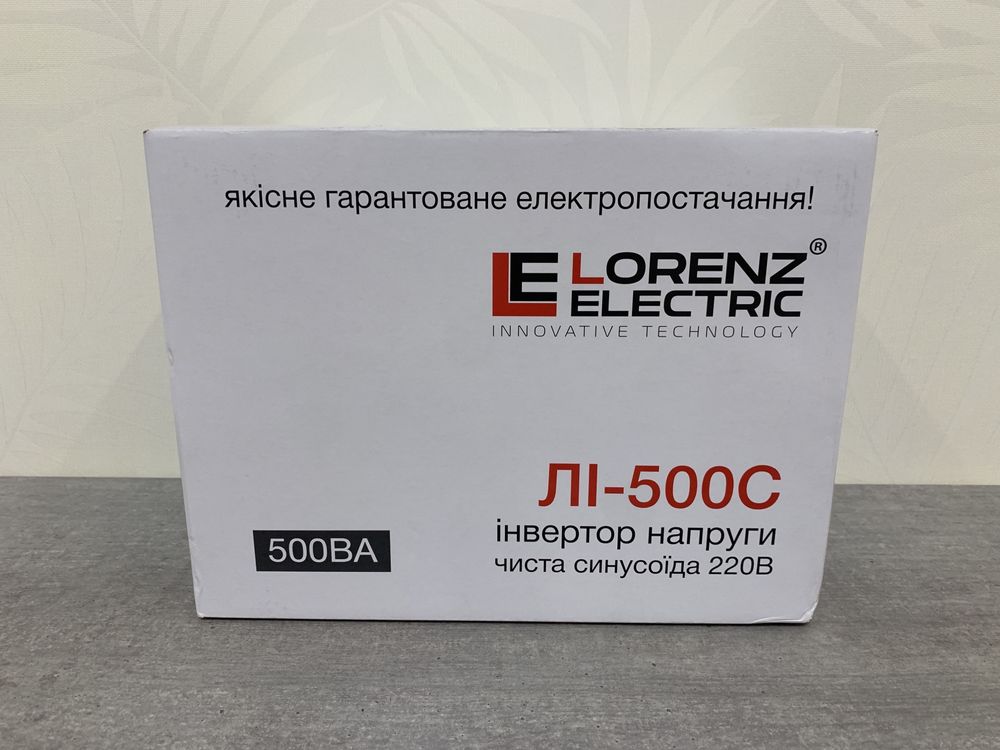 якісне гарантоване електропостачання!
LE LORENZ ®
ELECTRIC
INNOVATIVE TECHNOLOGY
ЛІ-500С
інвертор напруги
чиста синусоїда 220В
500ВА